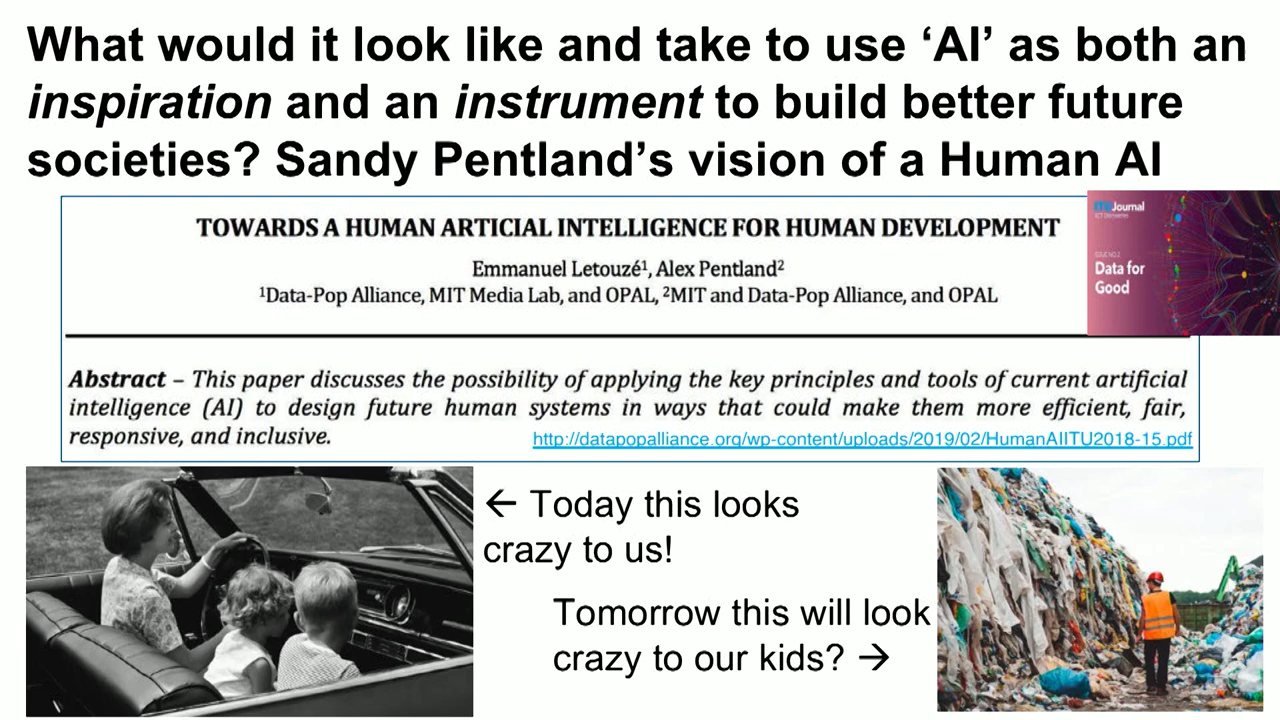 What would it look like and take to use ‘AI’ as both an
inspiration and an instrument to build better future
societies? Sandy Pentland’s vision of a Human AI
TOWARDS A HUMAN ARTICIAL INTELLIGENCE FOR HUMAN DEVELOPMENT
Emmanuel Letouzé¹, Alex Pentland²
¹Data-Pop Alliance, MIT Media Lab, and OPAL, ²MIT and Data-Pop Alliance, and OPAL
Journal
ICT Discoveries
Data for
Good
Abstract – This paper discusses the possibility of applying the key principles and tools of current artificial
intelligence (AI) to design future human systems in ways that could make them more efficient, fair,
responsive, and inclusive.
http://datapopalliance.org/wp-content/uploads/2019/02/HumanAIITU2018-15.pdf
← Today this looks
crazy to us!
Tomorrow this will look
crazy to our kids? →